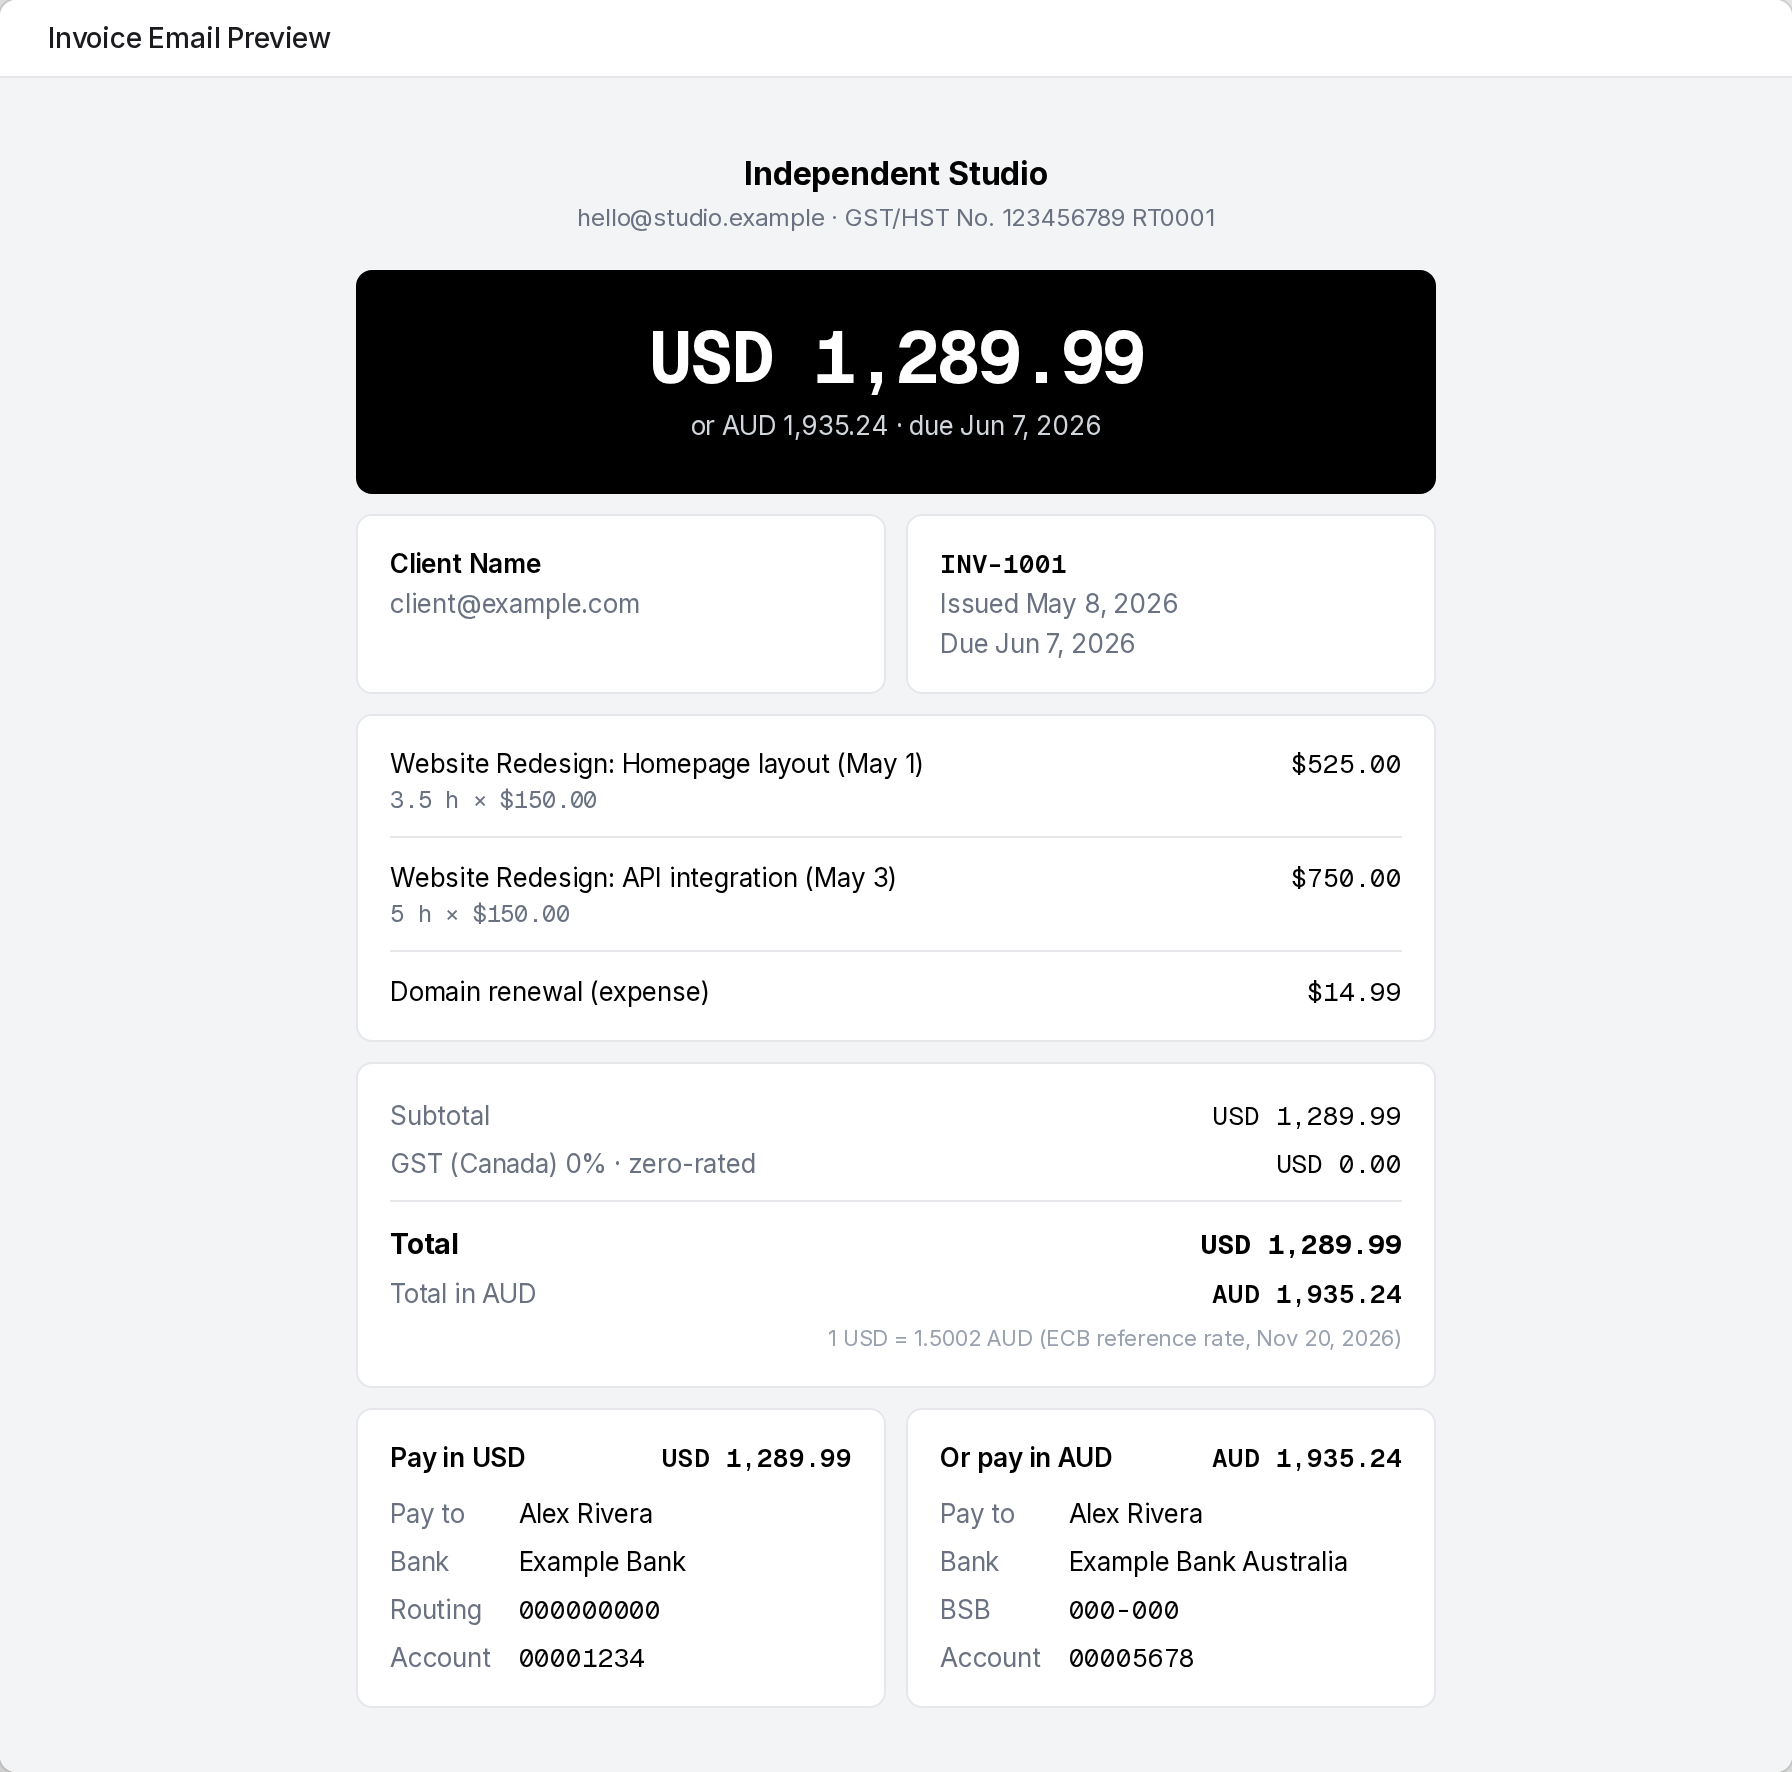 Invoice Email Preview
Independent Studio
hello@studio.example · GST/HST No. 123456789 RT0001
USD 1,289.99
or AUD 1,935.24 · due Jun 7, 2026
Client Name
client@example.com
INV-1001
Issued May 8, 2026
Due Jun 7, 2026
Website Redesign: Homepage layout (May 1) $525.00
3.5 h × $150.00
Website Redesign: API integration (May 3) $750.00
5 h × $150.00
Domain renewal (expense) $14.99
Subtotal USD 1,289.99
GST (Canada) 0% · zero-rated USD 0.00
Total USD 1,289.99
Total in AUD AUD 1,935.24
1 USD = 1.5002 AUD (ECB reference rate, Nov 20, 2026)
Pay in USD USD 1,289.99
Pay to Alex Rivera
Bank Example Bank
Routing 000000000
Account 00001234
Or pay in AUD AUD 1,935.24
Pay to Alex Rivera
Bank Example Bank Australia
BSB 000-000
Account 00005678